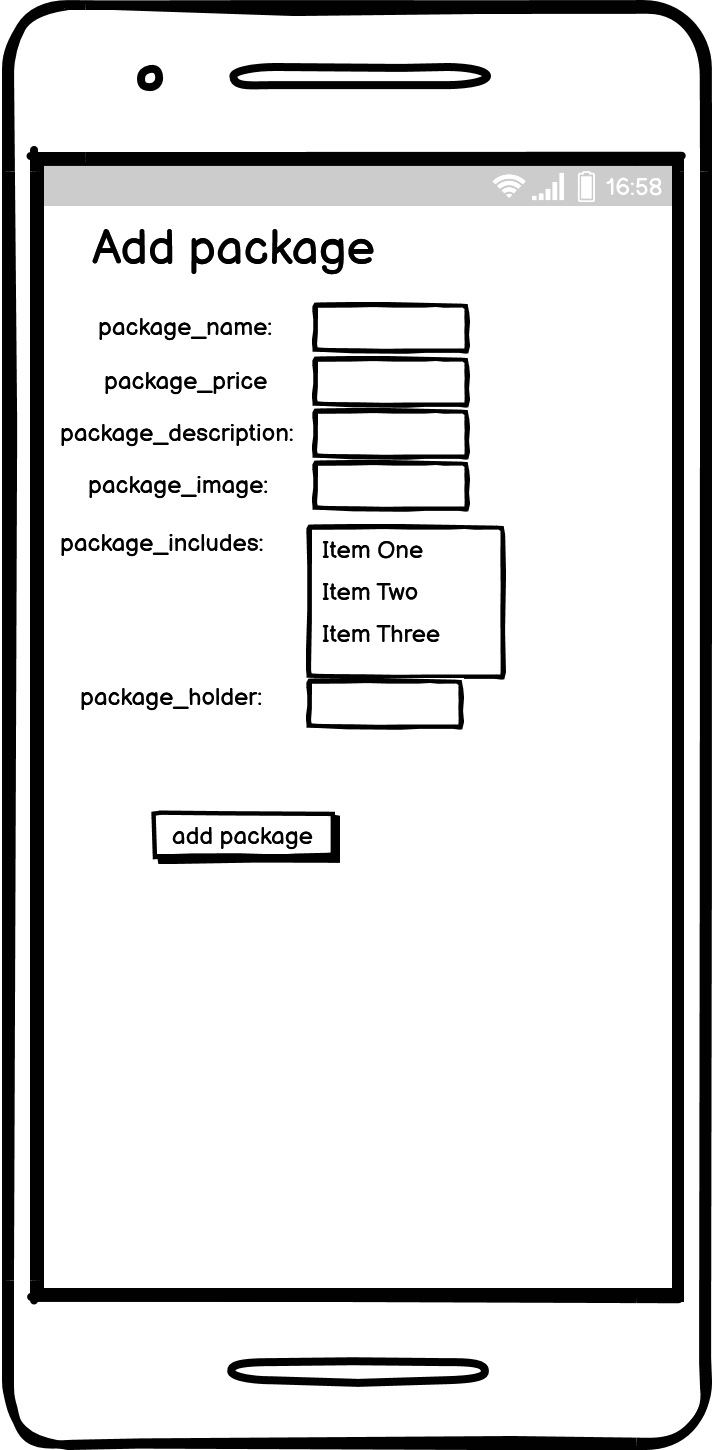 16:58
Add package
package_name:
package_price
package_description:
package_image:
package_includes:
Item One
Item Two
Item Three
package_holder:
add package